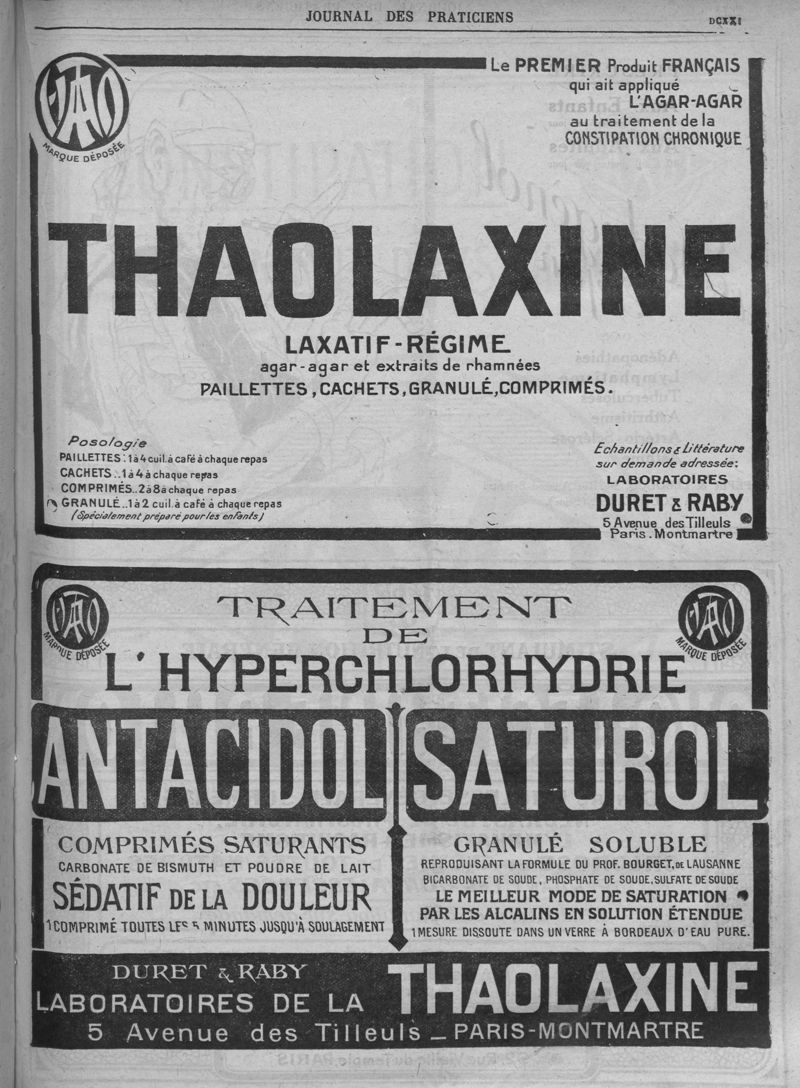 JOURNAL DES PRATICIENS
DCXXI
THAO
MARQUE DÉPOSÉE
Le PREMIER Produit FRANÇAIS
qui ait appliqué
L'AGAR-AGAR
au traitement de la
CONSTIPATION CHRONIQUE
THAOLAXINE
LAXATIF-RÉGIME
agar-agar et extraits de rhamnées
PAILLETTES, CACHETS, GRANULÉ, COMPRIMÉS.
Posologie
PAILLETTES: 1 à 4 cuil. à café à chaque repas
CACHETS.. 1 à 4 à chaque repas
COMPRIMÉS.. 2 à 8 à chaque repas
GRANULÉ... 1 à 2 cuil. à café à chaque repas
(Spécialement préparé pour les enfants)
Echantillons & Littérature
sur demande adressée:
LABORATOIRES
DURET & RABY
5 Avenue des Tilleuls
Paris. Montmartre
THAO
MARQUE DÉPOSÉE
THAO
MARQUE DÉPOSÉE
TRAITEMENT
DE
L'HYPERCHLORHYDRIE
ANTACIDOL
COMPRIMÉS SATURANTS
CARBONATE DE BISMUTH ET POUDRE DE LAIT
SÉDATIF DE LA DOULEUR
1 COMPRIMÉ TOUTES LES 5 MINUTES JUSQU'À SOULAGEMENT
SATUROL
GRANULÉ SOLUBLE
REPRODUISANT LA FORMULE DU PROF. BOURGET, DE LAUSANNE
BICARBONATE DE SOUDE, PHOSPHATE DE SOUDE, SULFATE DE SOUDE
LE MEILLEUR MODE DE SATURATION
PAR LES ALCALINS EN SOLUTION ÉTENDUE
1 MESURE DISSOUTE DANS UN VERRE À BORDEAUX D'EAU PURE.
DURET & RABY
LABORATOIRES DE LA THAOLAXINE
5 Avenue des Tilleuls _ PARIS-MONTMARTRE